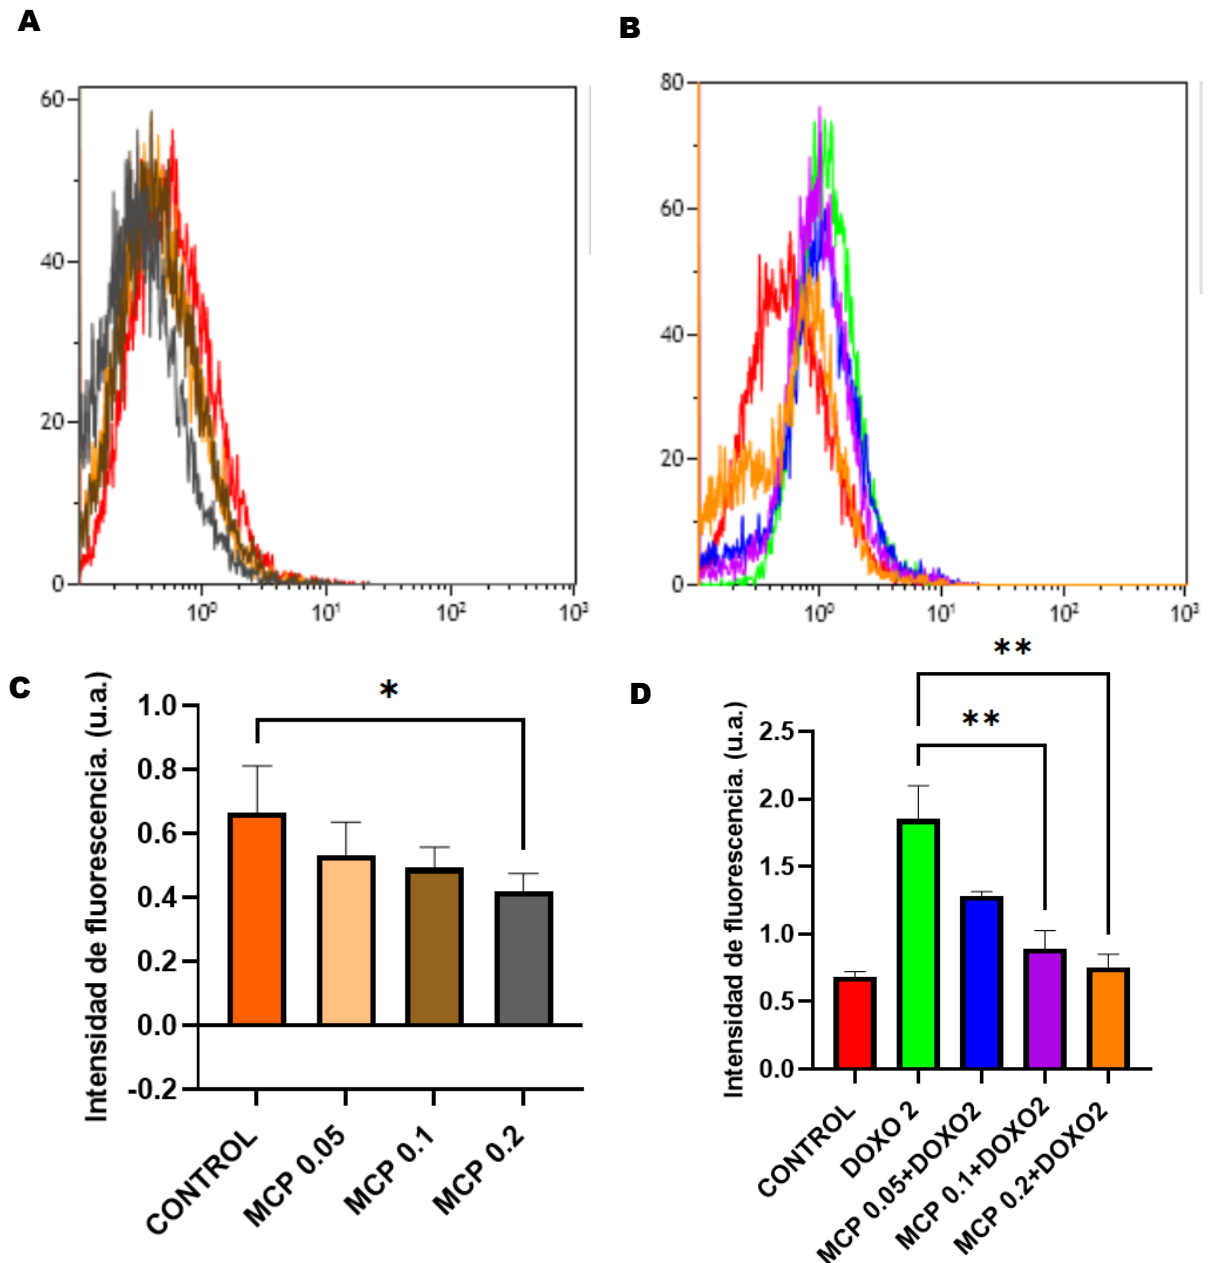 A
60
40
20
0
10⁰ 10¹ 10² 10³
B
80
60
40
20
0
10⁰ 10¹ 10² 10³
C
Intensidad de fluorescencia. (u.a.)
*
1.0
0.8
0.6
0.4
0.2
0.0
-0.2
CONTROL
MCP 0.05
MCP 0.1
MCP 0.2
D
Intensidad de fluorescencia. (u.a.)
**
**
2.5
2.0
1.5
1.0
0.5
0.0
CONTROL
DOXO 2
MCP 0.05+DOXO2
MCP 0.1+DOXO2
MCP 0.2+DOXO2